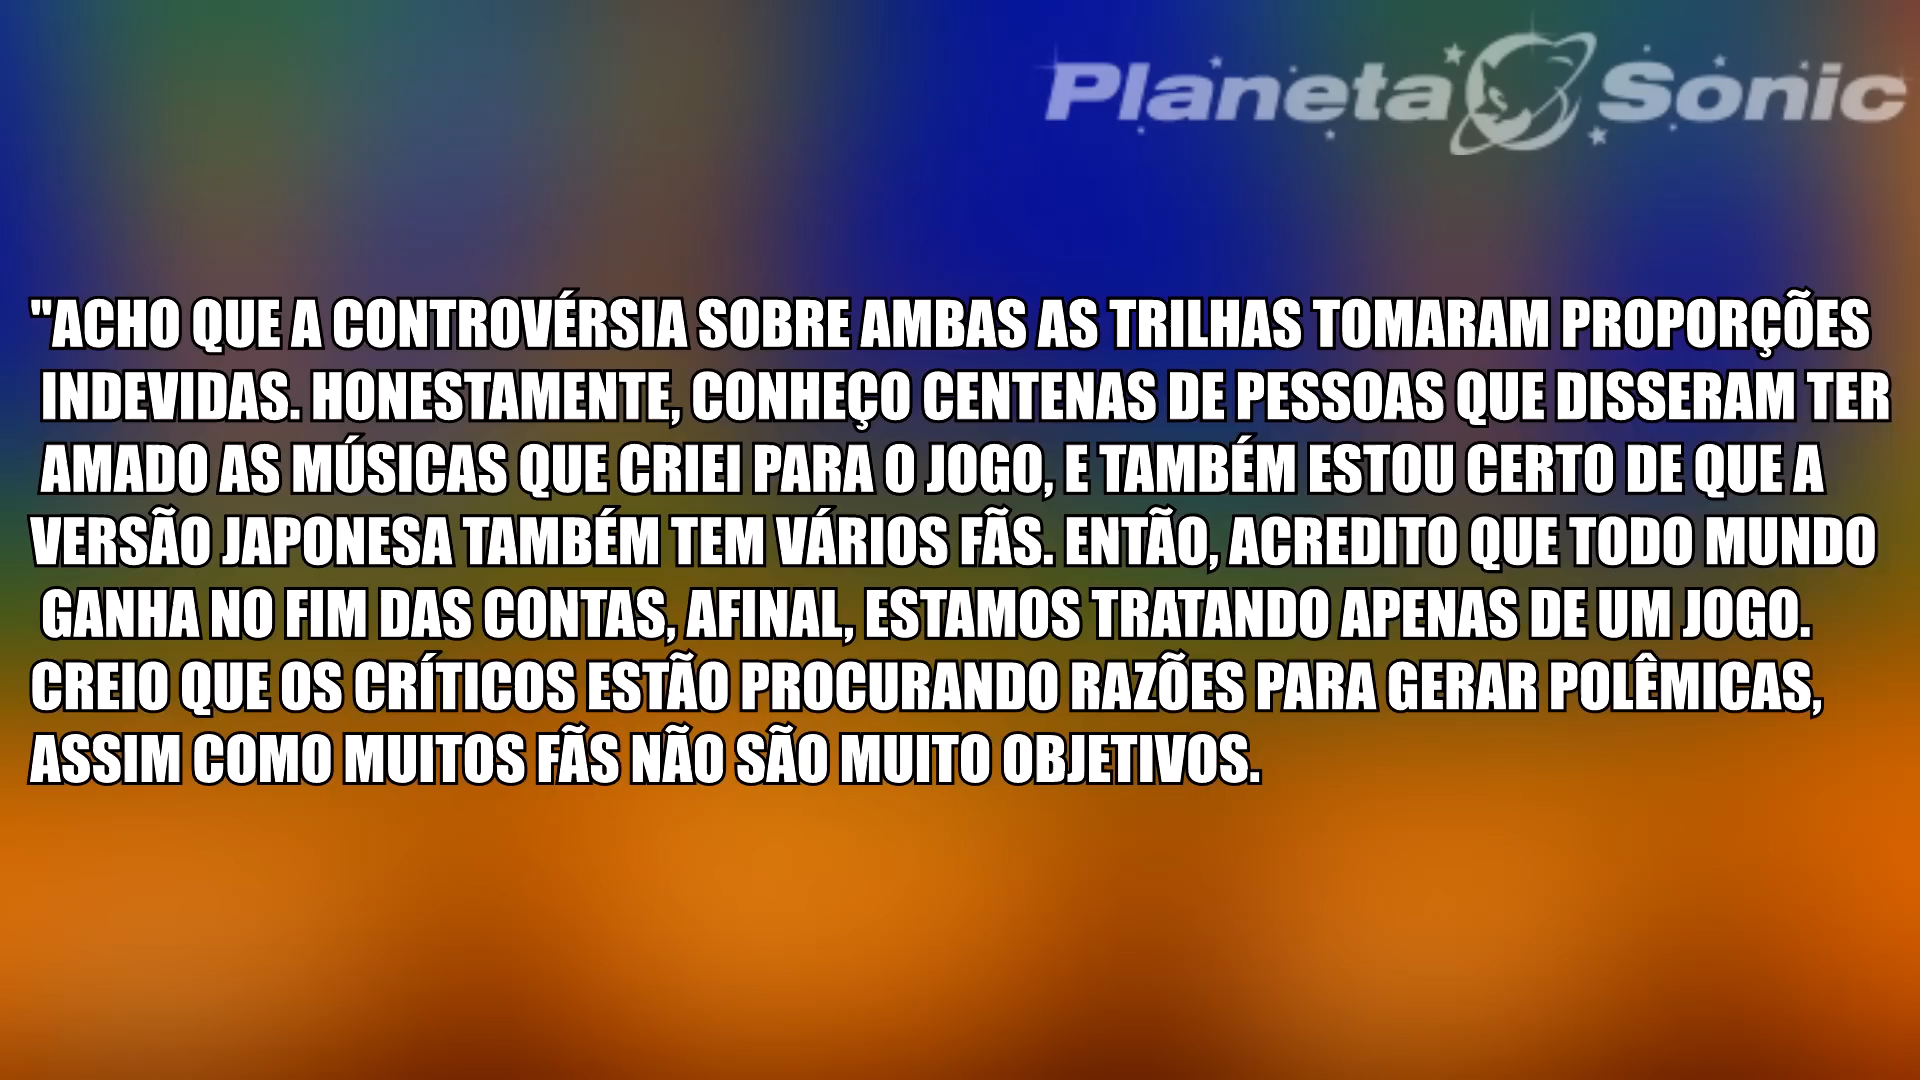 Planeta Sonic
"ACHO QUE A CONTROVÉRSIA SOBRE AMBAS AS TRILHAS TOMARAM PROPORÇÕES
INDEVIDAS. HONESTAMENTE, CONHEÇO CENTENAS DE PESSOAS QUE DISSERAM TER
AMADO AS MÚSICAS QUE CRIEI PARA O JOGO, E TAMBÉM ESTOU CERTO DE QUE A
VERSÃO JAPONESA TAMBÉM TEM VÁRIOS FÃS. ENTÃO, ACREDITO QUE TODO MUNDO
GANHA NO FIM DAS CONTAS, AFINAL, ESTAMOS TRATANDO APENAS DE UM JOGO.
CREIO QUE OS CRÍTICOS ESTÃO PROCURANDO RAZÕES PARA GERAR POLÊMICAS,
ASSIM COMO MUITOS FÃS NÃO SÃO MUITO OBJETIVOS.